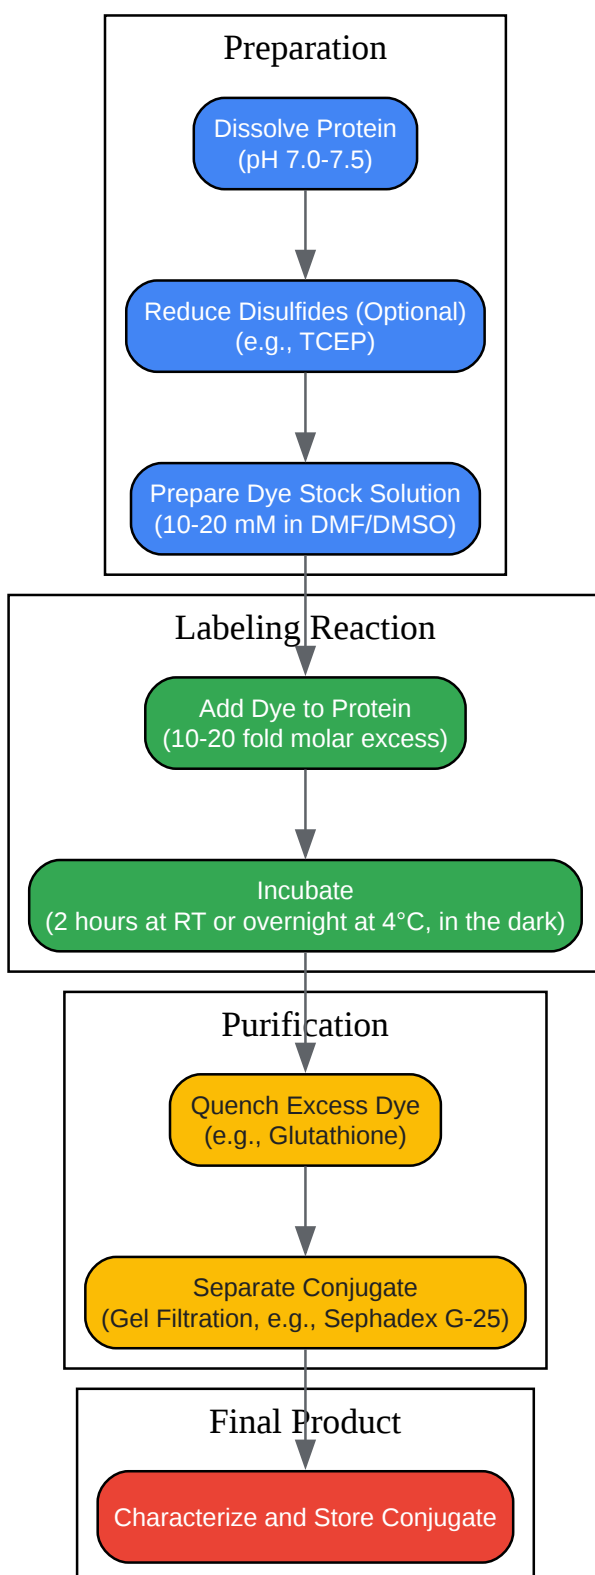 Preparation
Dissolve Protein
(pH 7.0-7.5)
Reduce Disulfides (Optional)
(e.g., TCEP)
Prepare Dye Stock Solution
(10-20 mM in DMF/DMSO)
Labeling Reaction
Add Dye to Protein
(10-20 fold molar excess)
Incubate
(2 hours at RT or overnight at 4°C, in the dark)
Purification
Quench Excess Dye
(e.g., Glutathione)
Separate Conjugate
(Gel Filtration, e.g., Sephadex G-25)
Final Product
Characterize and Store Conjugate